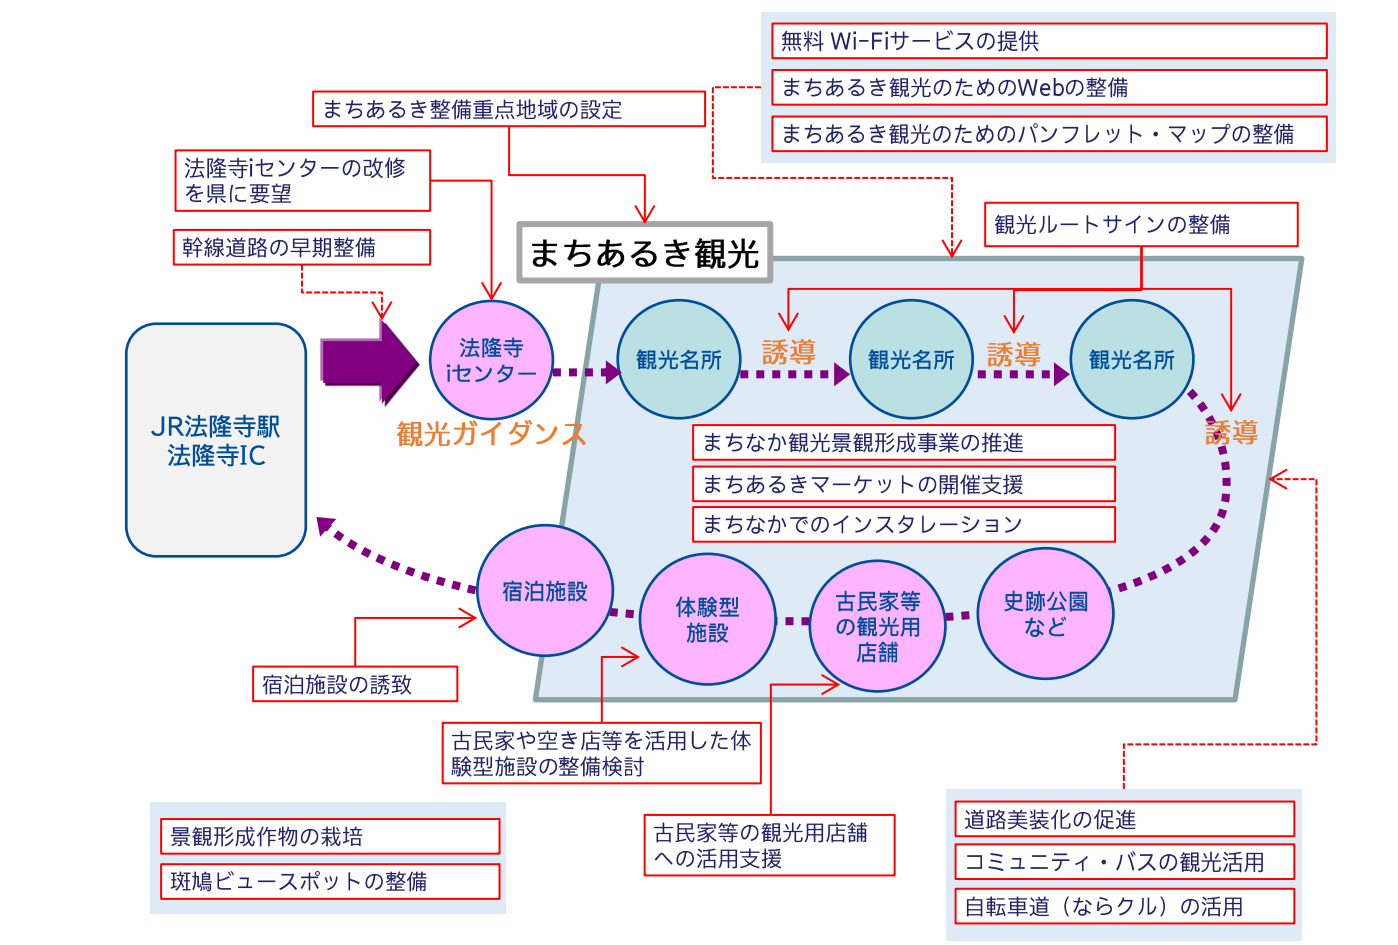 無料 Wi-Fiサービスの提供
まちあるき観光のためのWebの整備
まちあるき観光のためのパンフレット・マップの整備
まちあるき整備重点地域の設定
法隆寺iセンターの改修
を県に要望
幹線道路の早期整備
観光ルートサインの整備
まちあるき観光
JR法隆寺駅
法隆寺IC
法隆寺
iセンター
観光ガイダンス
観光名所
誘導
観光名所
誘導
観光名所
誘導
まちなか観光景観形成事業の推進
まちあるきマーケットの開催支援
まちなかでのインスタレーション
宿泊施設
体験型
施設
古民家等
の観光用
店舗
史跡公園
など
宿泊施設の誘致
古民家や空き店等を活用した体
験型施設の整備検討
古民家等の観光用店舗
への活用支援
景観形成作物の栽培
斑鳩ビュースポットの整備
道路美装化の促進
コミュニティ・バスの観光活用
自転車道（ならクル）の活用